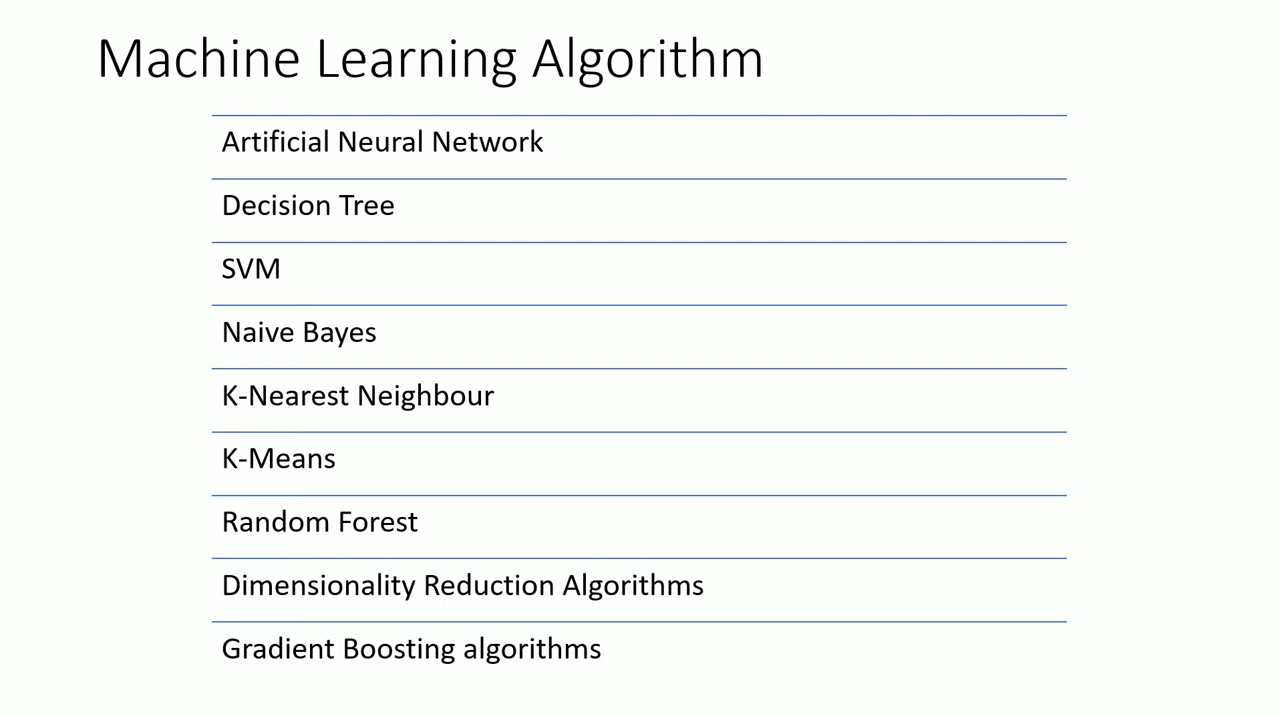 Machine Learning Algorithm
Artificial Neural Network
Decision Tree
SVM
Naive Bayes
K-Nearest Neighbour
K-Means
Random Forest
Dimensionality Reduction Algorithms
Gradient Boosting algorithms